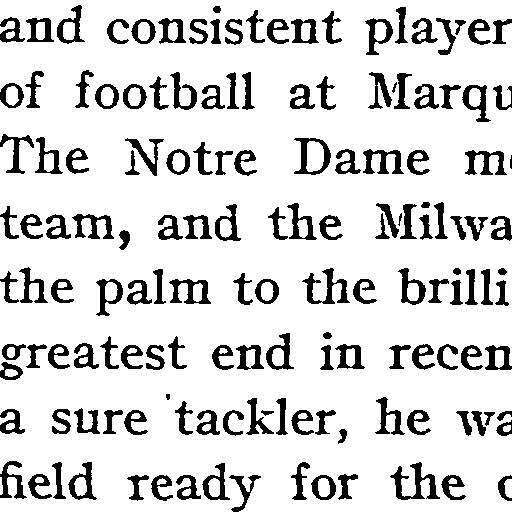 and consistent player
of football at Marqu
The Notre Dame m
team, and the Milwa
the palm to the brilli
greatest end in recen
a sure tackler, he wa
field ready for the